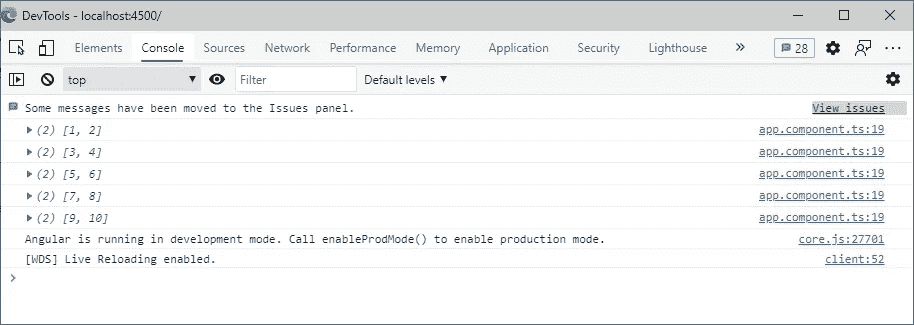 DevTools - localhost:4500/
Elements Console Sources Network Performance Memory Application Security Lighthouse » 28
top Filter Default levels
Some messages have been moved to the Issues panel. View issues
(2) [1, 2] app.component.ts:19
(2) [3, 4] app.component.ts:19
(2) [5, 6] app.component.ts:19
(2) [7, 8] app.component.ts:19
(2) [9, 10] app.component.ts:19
Angular is running in development mode. Call enableProdMode() to enable production mode. core.js:27701
[WDS] Live Reloading enabled. client:52